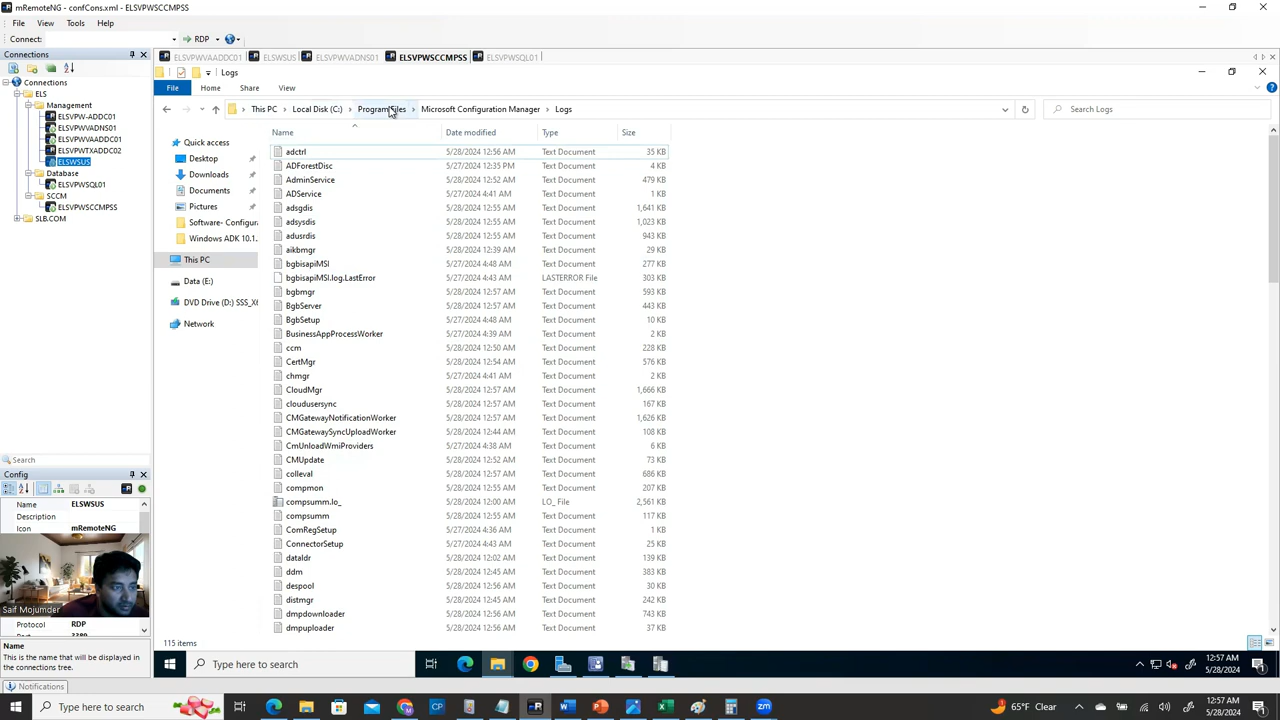 mRemoteNG - confCons.xml - ELSVPWSCCMPSS
File View Tools Help
Connect: RDP
Connections
ELSVPWVAADDC01 ELSWSUS ELSVPWVADNS01 ELSVPWSCCMPSS ELSVPWSQL01
Connections
ELS
Management
ELSVPW-ADDC01
ELSVPWVADNS01
ELSVPWVAADDC01
ELSVPWTXADDC02
ELSWSUS
Database
ELSVPWSQL01
SCCM
ELSVPWSCCMPSS
SLB.COM
Search
Config
Name ELSWSUS
Description
Icon mRemoteNG
Saif Mojumder
Protocol RDP
Name
This is the name that will be displayed in the connections tree.
Notifications
Logs
File Home Share View
This PC Local Disk (C:) Program Files Microsoft Configuration Manager Logs
Search Logs
Quick access
Desktop
Downloads
Documents
Pictures
Software- Configura
Windows ADK 10.1.
This PC
Data (E:)
DVD Drive (D:) SSS_X6
Network
Name Date modified Type Size
adctrl 5/28/2024 12:56 AM Text Document 35 KB
ADForestDisc 5/27/2024 12:35 PM Text Document 4 KB
AdminService 5/28/2024 12:52 AM Text Document 479 KB
ADService 5/27/2024 4:41 AM Text Document 1 KB
adsgdis 5/28/2024 12:55 AM Text Document 1,641 KB
adsysdis 5/28/2024 12:55 AM Text Document 1,023 KB
adusrdis 5/28/2024 12:55 AM Text Document 943 KB
aikbmgr 5/28/2024 12:39 AM Text Document 29 KB
bgbisapiMSI 5/27/2024 4:48 AM Text Document 277 KB
bgbisapiMSI.log.LastError 5/27/2024 4:43 AM LASTERROR File 303 KB
bgbmgr 5/28/2024 12:57 AM Text Document 593 KB
BgbServer 5/28/2024 12:57 AM Text Document 443 KB
BgbSetup 5/27/2024 4:48 AM Text Document 10 KB
BusinessAppProcessWorker 5/27/2024 4:39 AM Text Document 2 KB
ccm 5/28/2024 12:50 AM Text Document 228 KB
CertMgr 5/28/2024 12:54 AM Text Document 576 KB
chmgr 5/27/2024 4:41 AM Text Document 2 KB
CloudMgr 5/28/2024 12:57 AM Text Document 1,666 KB
cloudusersync 5/28/2024 12:57 AM Text Document 167 KB
CMGatewayNotificationWorker 5/28/2024 12:57 AM Text Document 1,626 KB
CMGatewaySyncUploadWorker 5/28/2024 12:44 AM Text Document 108 KB
CmUnloadWmiProviders 5/27/2024 4:38 AM Text Document 6 KB
CMUpdate 5/28/2024 12:52 AM Text Document 73 KB
colleval 5/28/2024 12:57 AM Text Document 686 KB
compmon 5/28/2024 12:55 AM Text Document 207 KB
compsumm.lo_ 5/28/2024 12:00 AM LO_ File 2,561 KB
compsumm 5/28/2024 12:55 AM Text Document 117 KB
ComRegSetup 5/27/2024 4:36 AM Text Document 1 KB
ConnectorSetup 5/27/2024 4:43 AM Text Document 25 KB
dataldr 5/28/2024 12:02 AM Text Document 139 KB
ddm 5/28/2024 12:45 AM Text Document 383 KB
despool 5/28/2024 12:56 AM Text Document 30 KB
distmgr 5/28/2024 12:45 AM Text Document 242 KB
dmpdownloader 5/28/2024 12:56 AM Text Document 743 KB
dmpuploader 5/28/2024 12:56 AM Text Document 37 KB
115 items
Type here to search
12:57 AM
5/28/2024
Type here to search
65°F Clear
12:57 AM
5/28/2024